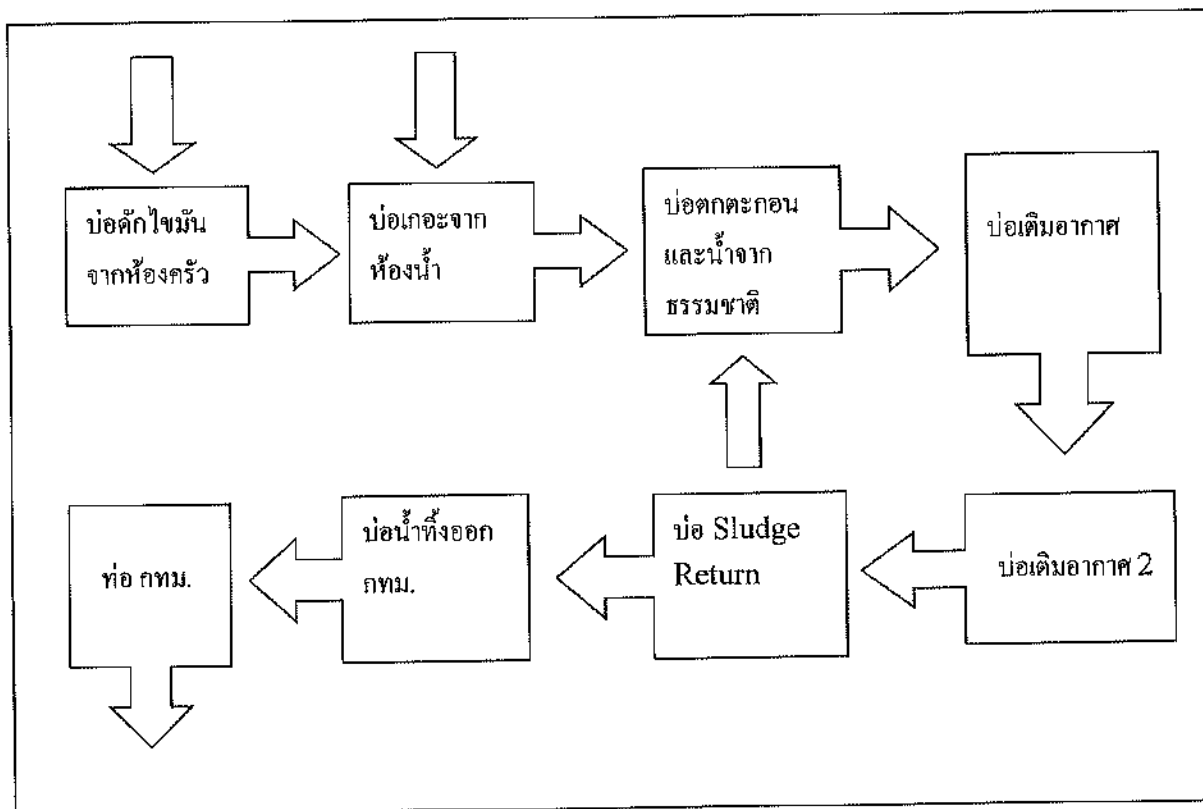 บ่อดักไขมัน
จากห้องครัว
บ่อเกอะจาก
ห้องน้ำ
บ่อตกตะกอน
และน้ำจาก
ธรรมชาติ
บ่อเติมอากาศ
บ่อเติมอากาศ 2
บ่อ Sludge
Return
บ่อน้ำทิ้งออก
กทม.
ท่อ กทม.